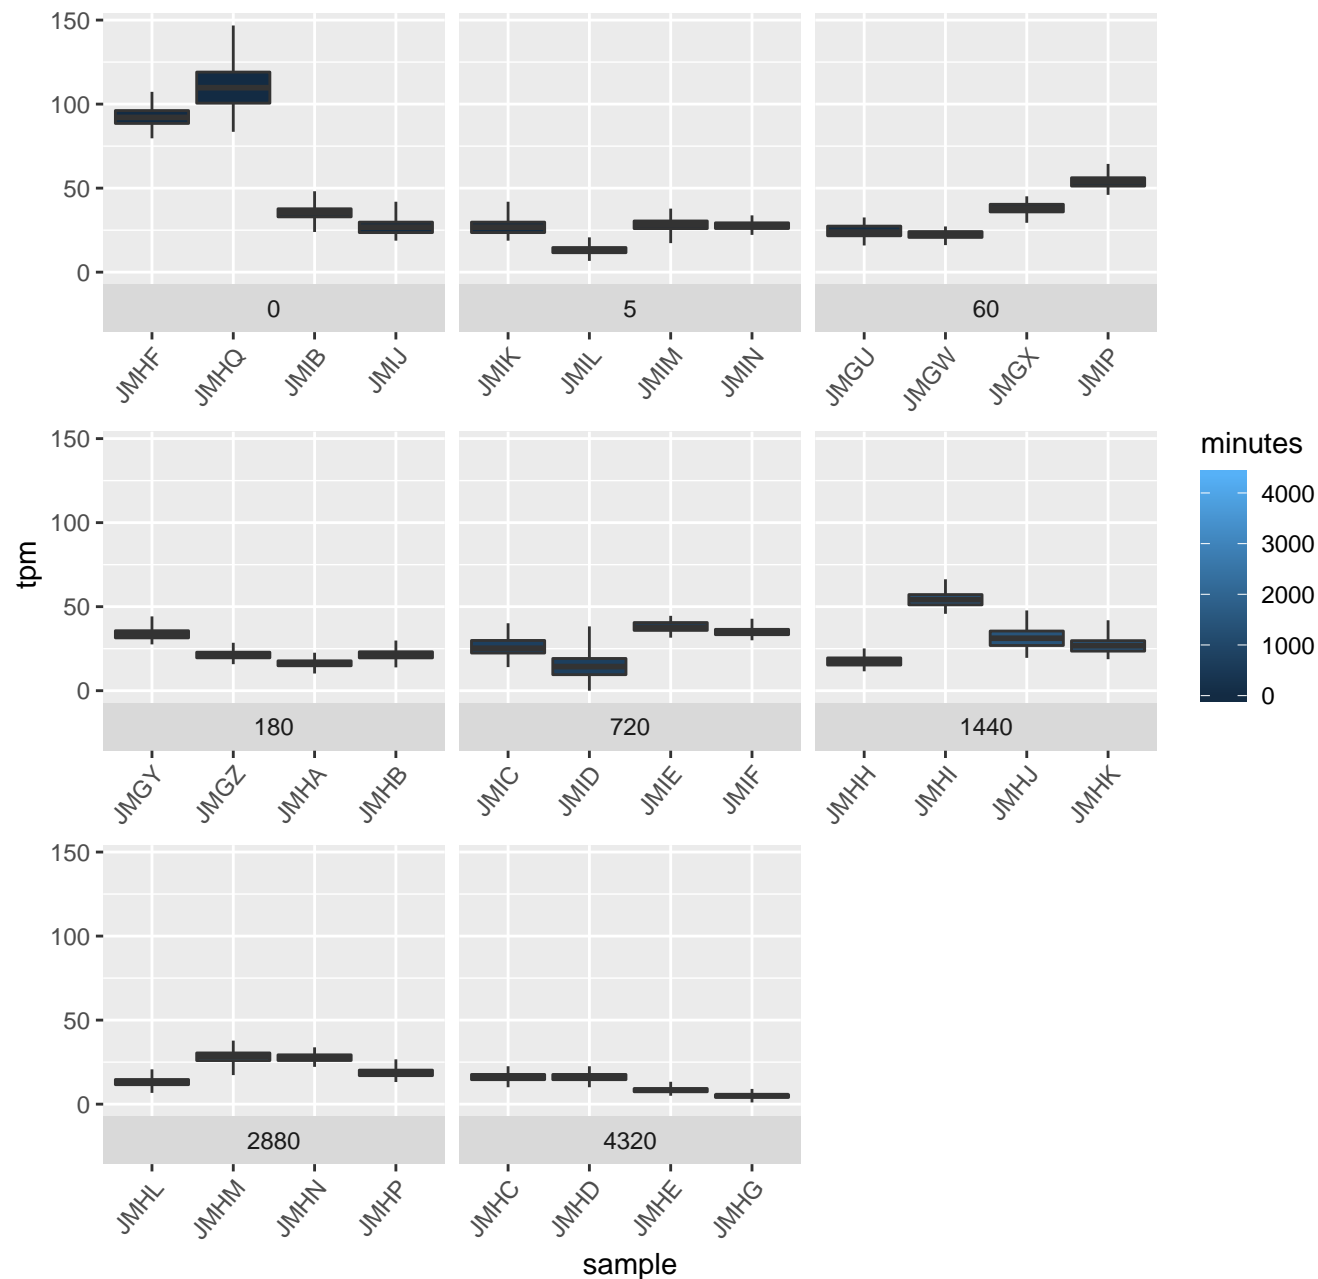 150
100
50
0
0
5
60
JMHF JMHQ JMIB JMIJ
JMIK JMIL JMIM JMIN
JMGU JMGW JMGX JMIP
150
100
50
0
180
720
1440
JMGY JMGZ JMHA JMHB
JMIC JMID JMIE JMIF
JMHH JMHI JMHJ JMHK
150
100
50
0
2880
4320
JMHL JMHM JMHN JMHP
JMHC JMHD JMHE JMHG
tpm
sample
minutes
4000
3000
2000
1000
0